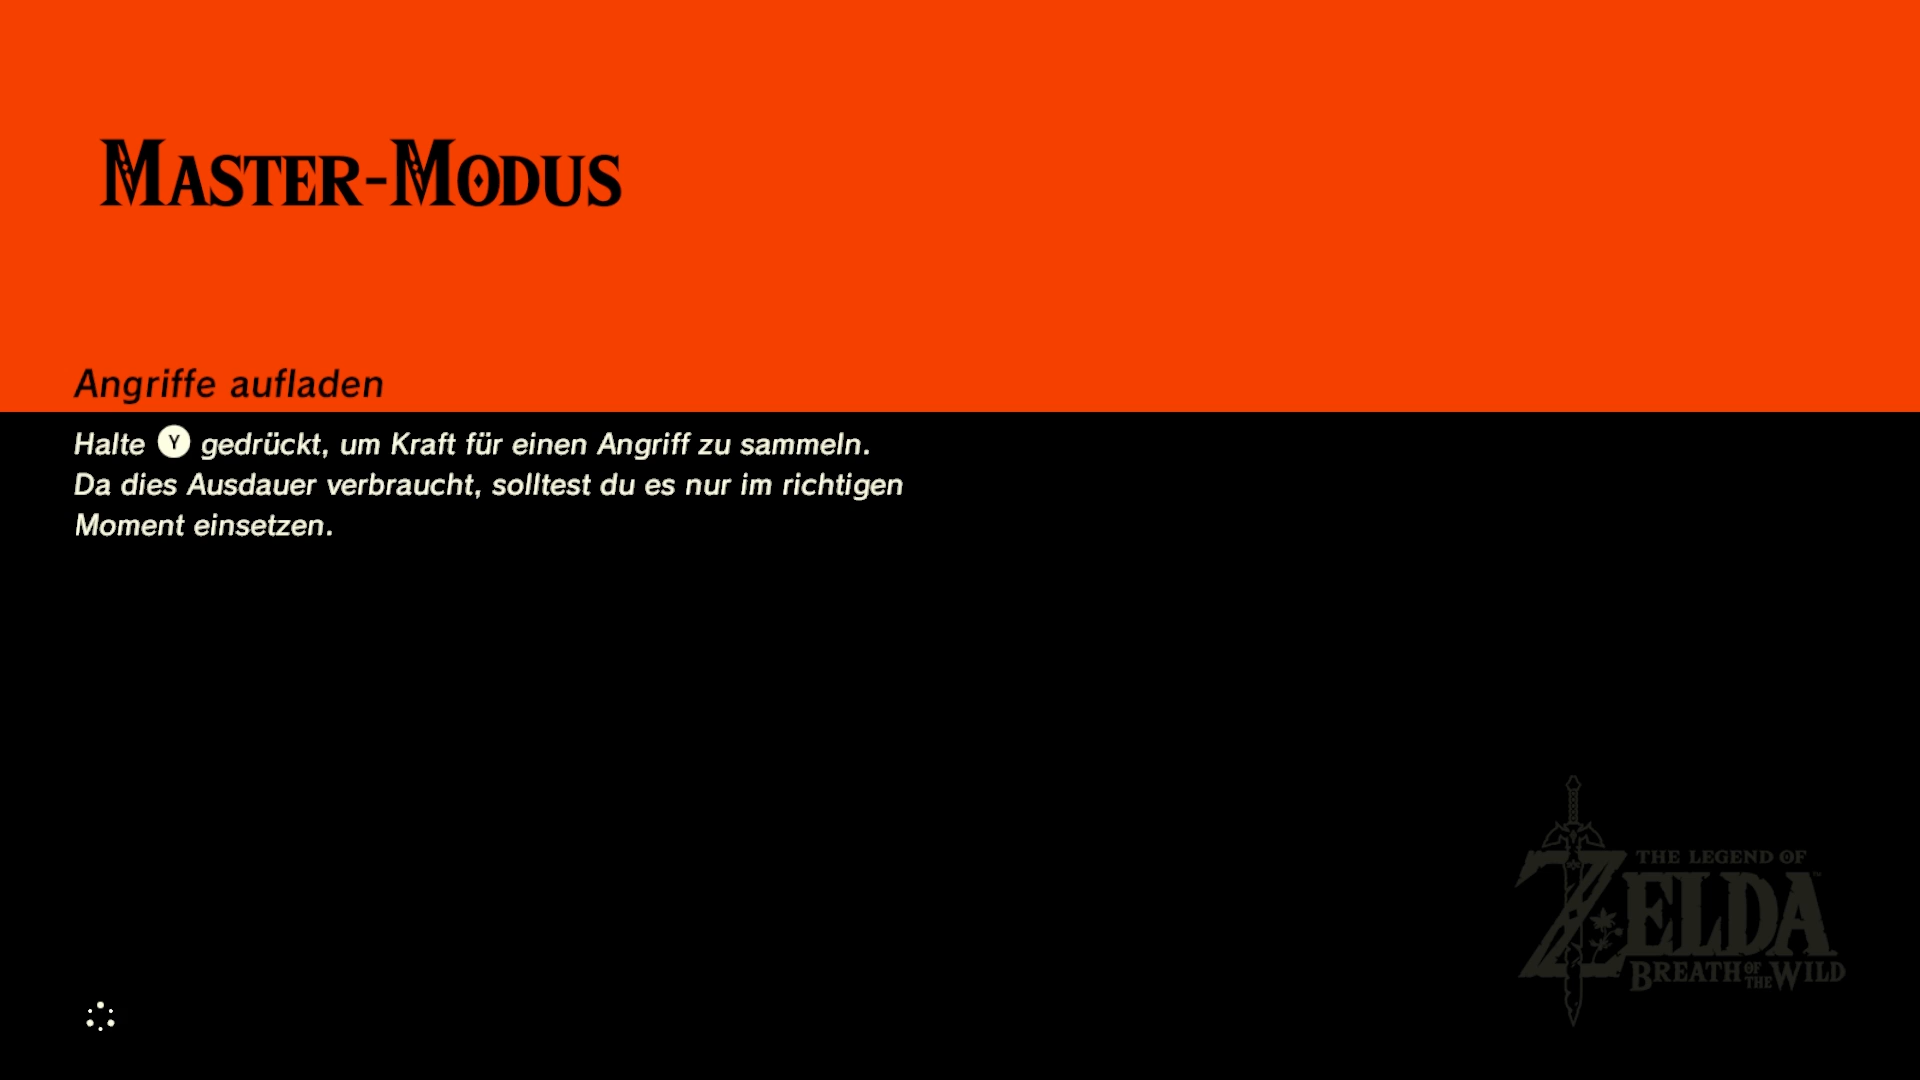 Master-Modus
Angriffe aufladen
Halte Y gedrückt, um Kraft für einen Angriff zu sammeln.
Da dies Ausdauer verbraucht, solltest du es nur im richtigen
Moment einsetzen.
THE LEGEND OF
ZELDA™
BREATH OF THE WILD